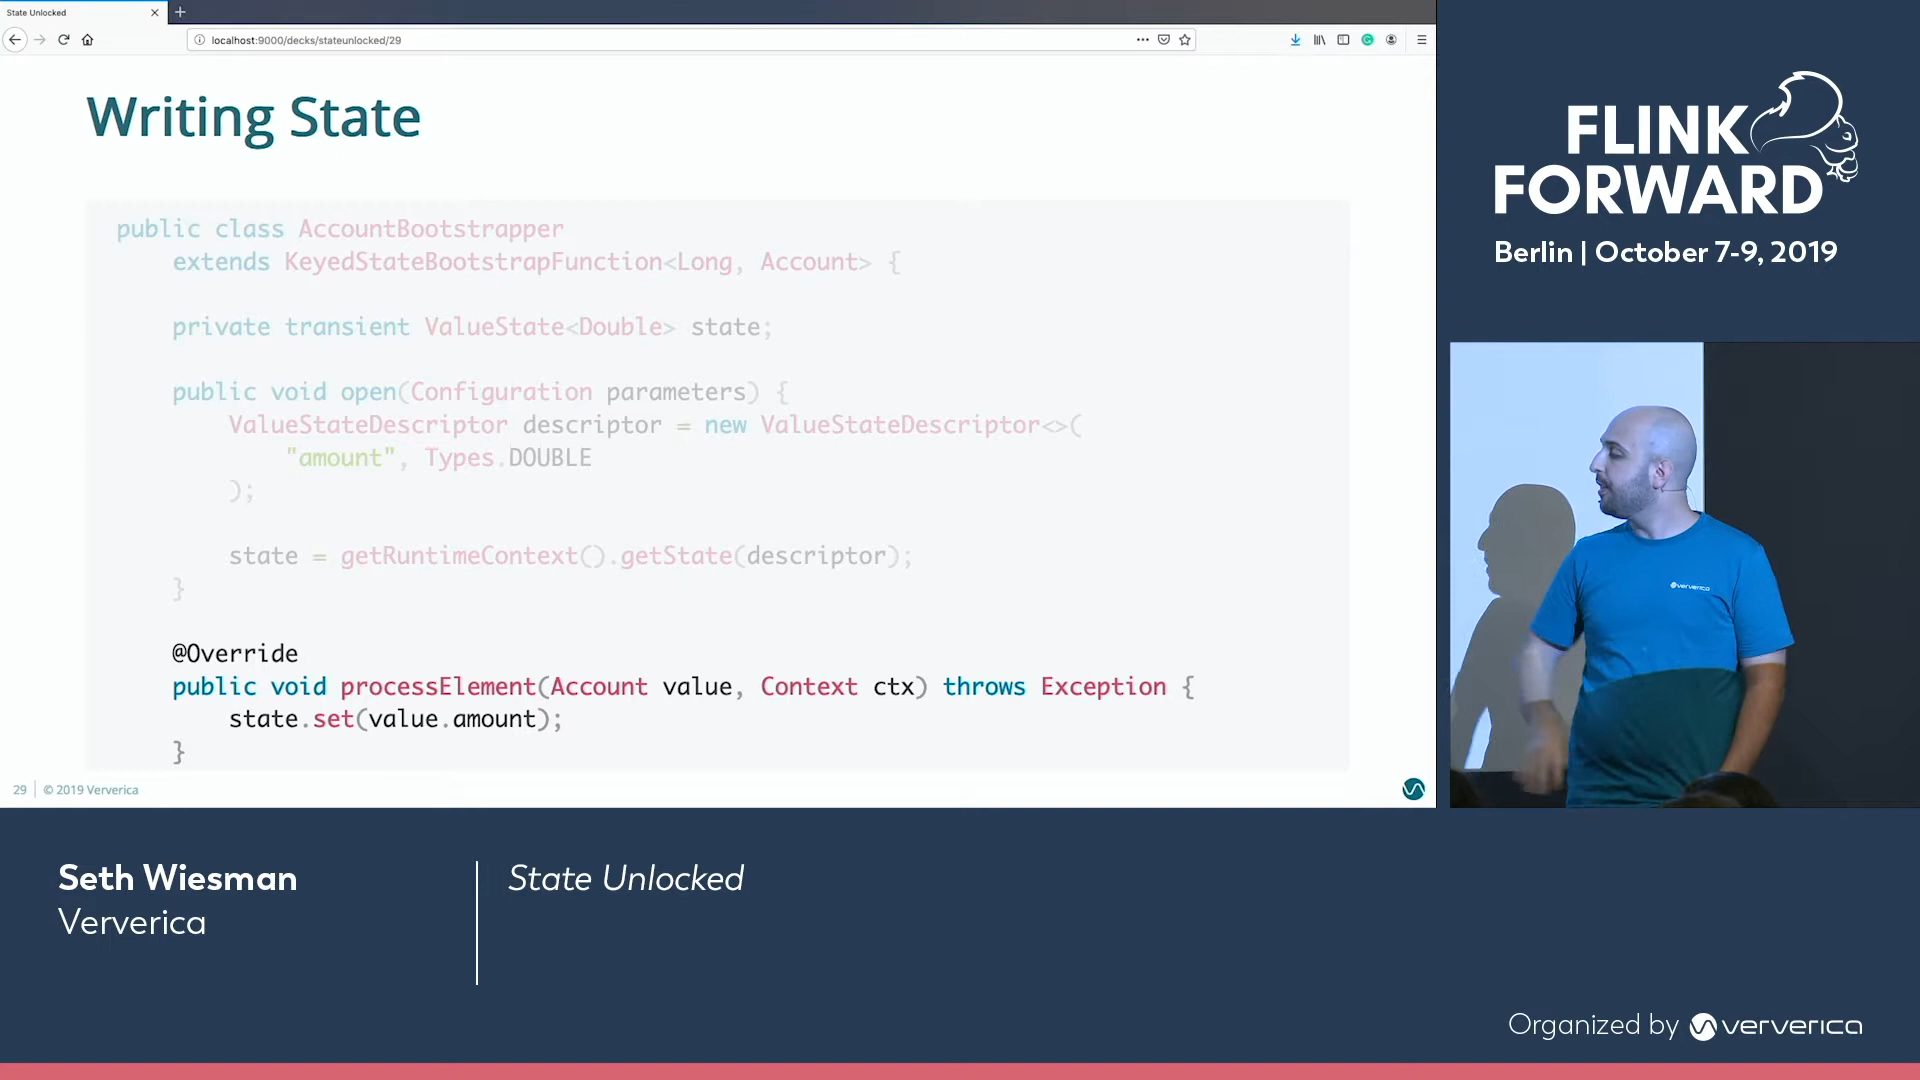 State Unlocked
localhost:9000/decks/stateunlocked/29
Writing State
public class AccountBootstrapper
extends KeyedStateBootstrapFunction<Long, Account> {
private transient ValueState<Double> state;
public void open(Configuration parameters) {
ValueStateDescriptor descriptor = new ValueStateDescriptor<>(
"amount", Types.DOUBLE
);
state = getRuntimeContext().getState(descriptor);
}
@Override
public void processElement(Account value, Context ctx) throws Exception {
state.set(value.amount);
}
29 | © 2019 Ververica
FLINK
FORWARD
Berlin | October 7-9, 2019
ververica
Seth Wiesman
Ververica
State Unlocked
Organized by ververica